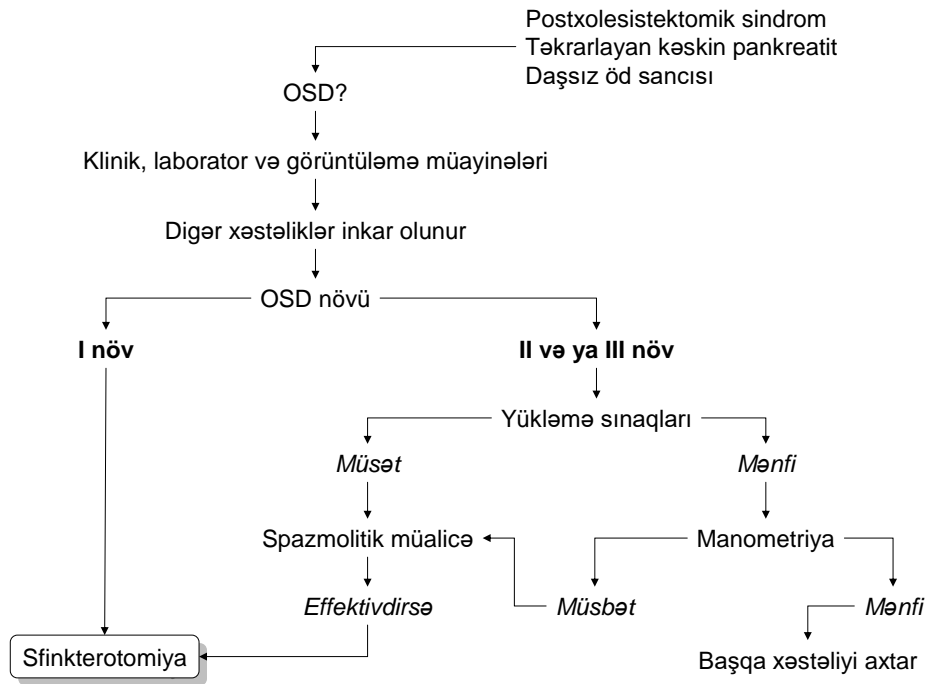 Postxolesistektomik sindrom
Təkrarlayan kəskin pankreatit
Daşsız öd sancısı
OSD?
Klinik, laborator və görüntüləmə müayinələri
Digər xəstəliklər inkar olunur
OSD növü
I növ
II və ya III növ
Yükləmə sınaqları
Müsət
Mənfi
Spazmolitik müalicə
Manometriya
Effektivdirsə
Müsbət
Mənfi
Sfinkterotomiya
Başqa xəstəliyi axtar